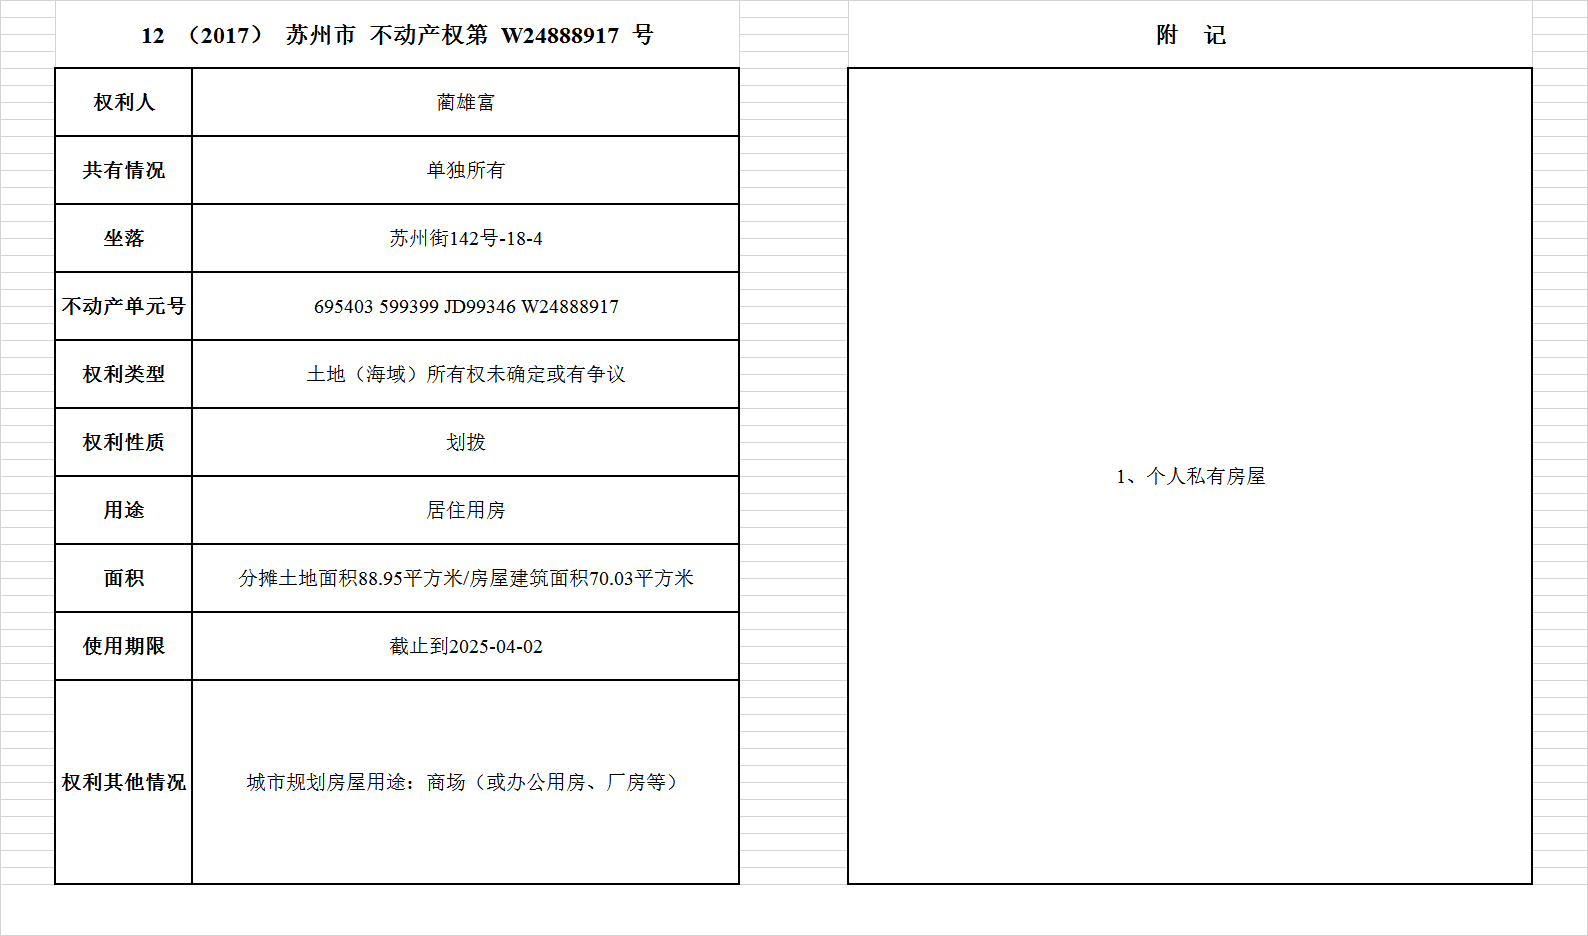 12 （2017） 苏州市 不动产权第 W24888917 号
权利人 蔺雄富
共有情况 单独所有
坐落 苏州街142号-18-4
不动产单元号 695403 599399 JD99346 W24888917
权利类型 土地（海域）所有权未确定或有争议
权利性质 划拨
用途 居住用房
面积 分摊土地面积88.95平方米/房屋建筑面积70.03平方米
使用期限 截止到2025-04-02
权利其他情况 城市规划房屋用途：商场（或办公用房、厂房等）
附 记
1、个人私有房屋